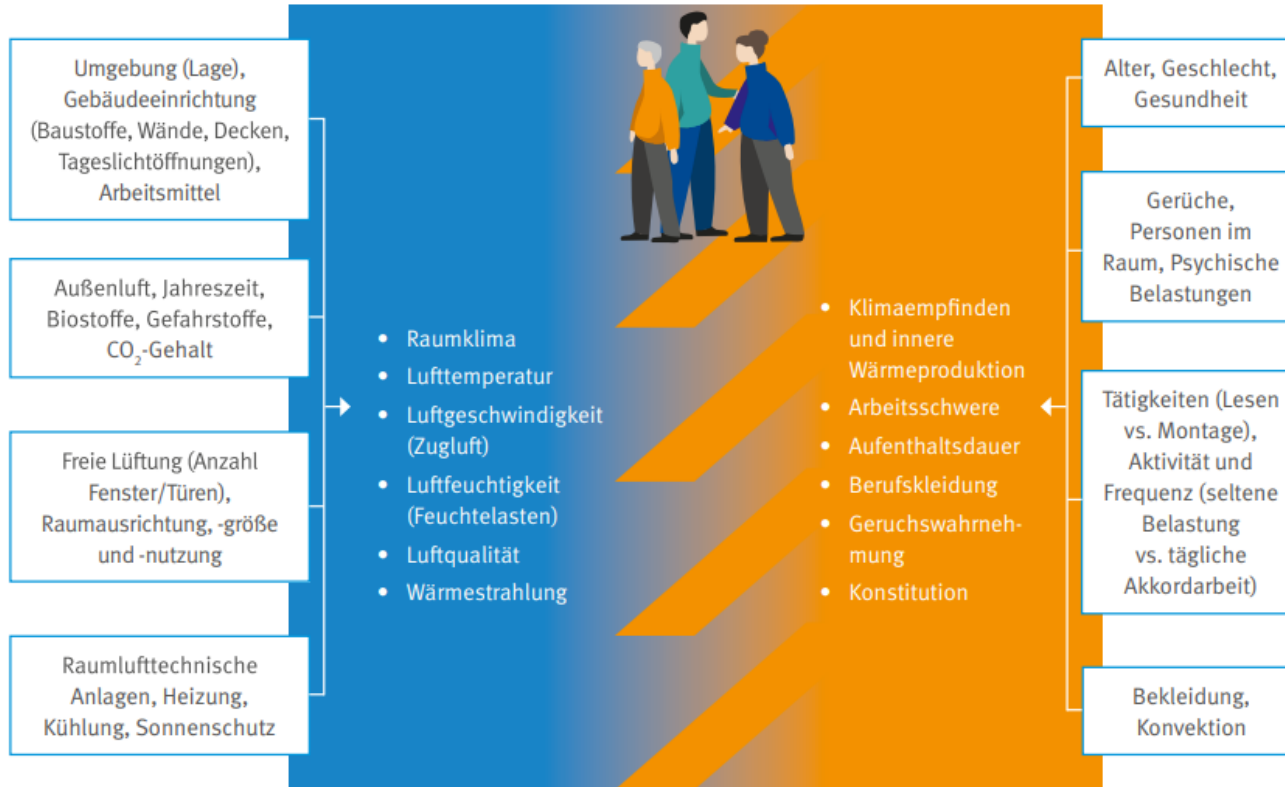 Umgebung (Lage),
Gebäudeeinrichtung
(Baustoffe, Wände, Decken,
Tageslichtöffnungen),
Arbeitsmittel
Außenluft, Jahreszeit,
Biostoffe, Gefahrstoffe,
CO₂-Gehalt
Freie Lüftung (Anzahl
Fenster/Türen),
Raumausrichtung, -größe
und -nutzung
Raumlufttechnische
Anlagen, Heizung,
Kühlung, Sonnenschutz
• Raumklima
• Lufttemperatur
• Luftgeschwindigkeit
(Zugluft)
• Luftfeuchtigkeit
(Feuchtelasten)
• Luftqualität
• Wärmestrahlung
• Klimaempfinden
und innere
Wärmeproduktion
• Arbeitsschwere
• Aufenthaltsdauer
• Berufskleidung
• Geruchswahrneh-
mung
• Konstitution
Alter, Geschlecht,
Gesundheit
Gerüche,
Personen im
Raum, Psychische
Belastungen
Tätigkeiten (Lesen
vs. Montage),
Aktivität und
Frequenz (seltene
Belastung
vs. tägliche
Akkordarbeit)
Bekleidung,
Konvektion